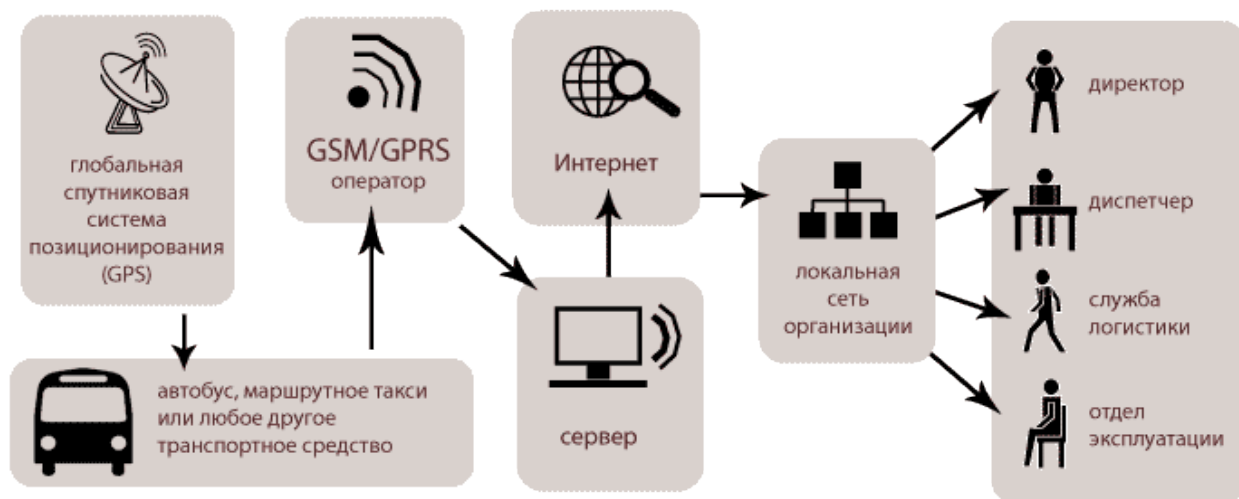 глобальная
спутниковая
система
позиционирования
(GPS)
автобус, маршрутное такси
или любое другое
транспортное средство
GSM/GPRS
оператор
сервер
Интернет
локальная
сеть
организации
директор
диспетчер
служба
логистики
отдел
эксплуатации